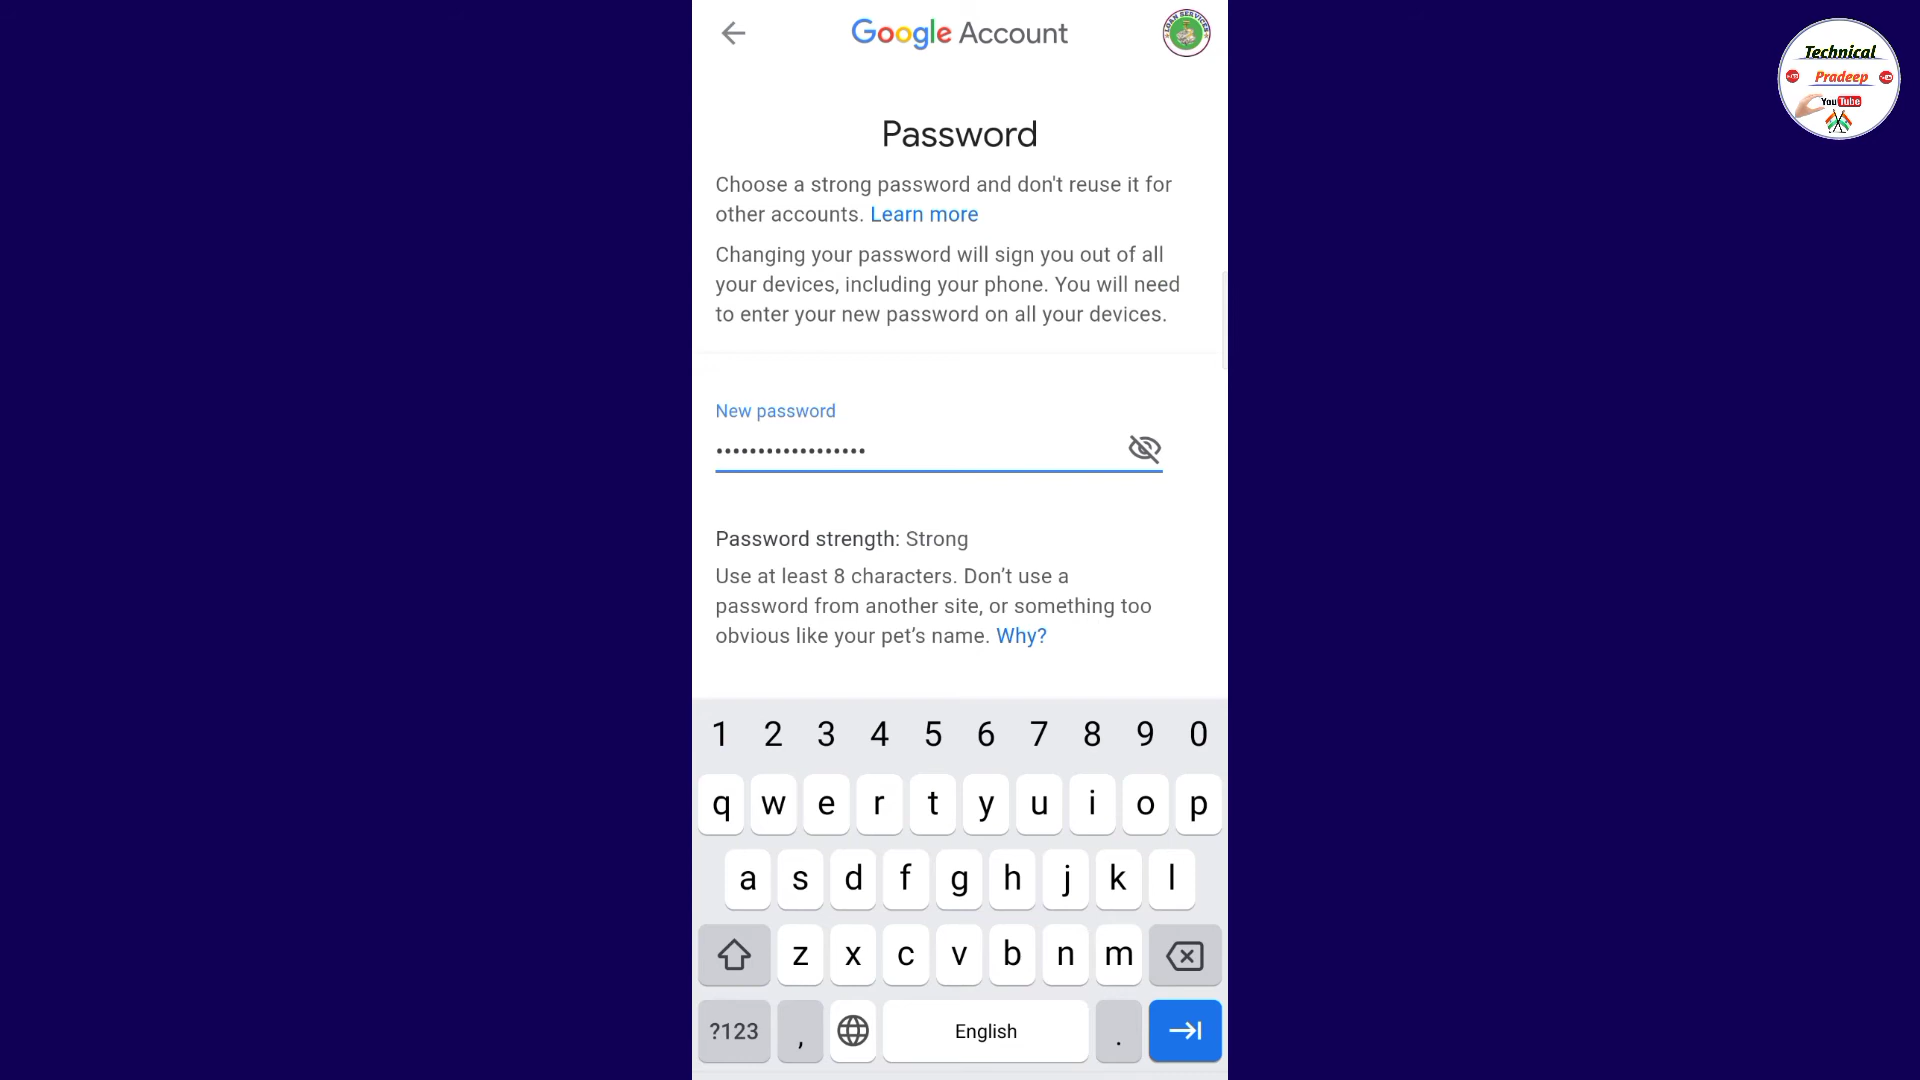 Google Account
LOAN SERVICES
Technical
Pradeep
YouTube
Password
Choose a strong password and don't reuse it for
other accounts. Learn more
Changing your password will sign you out of all
your devices, including your phone. You will need
to enter your new password on all your devices.
New password
••••••••••••••••••
Password strength: Strong
Use at least 8 characters. Don’t use a
password from another site, or something too
obvious like your pet’s name. Why?
1 2 3 4 5 6 7 8 9 0
q w e r t y u i o p
a s d f g h j k l
z x c v b n m
?123 , English .